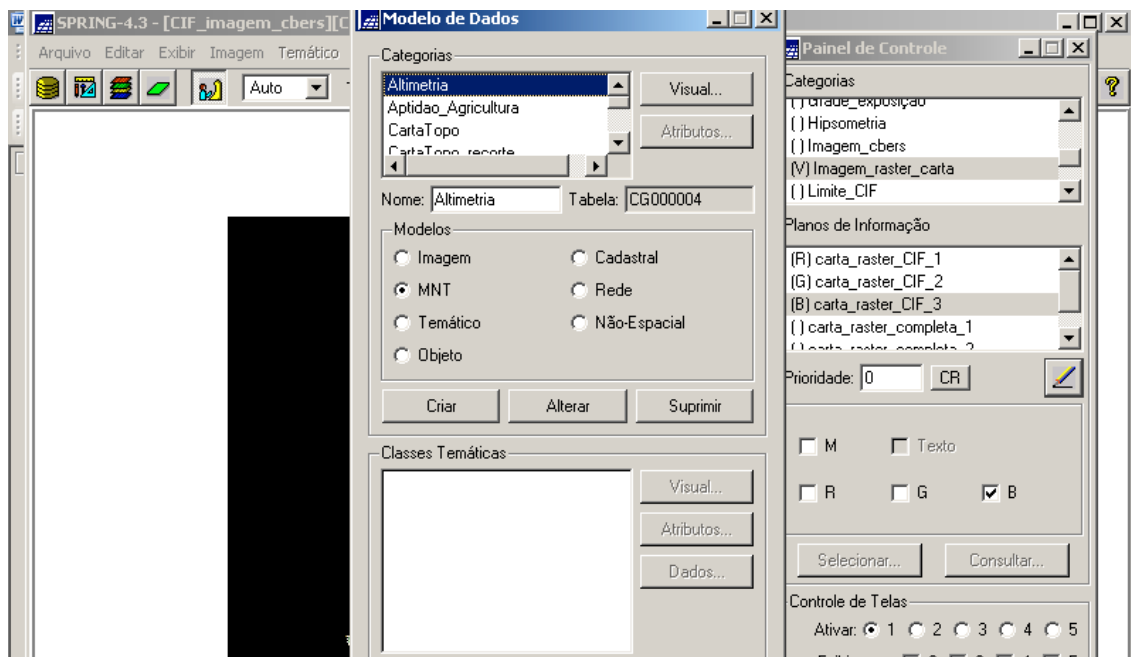 SPRING-4.3 - [CIF_imagem_cbers][C
Arquivo Editar Exibir Imagem Temático
Auto
Modelo de Dados
Categorias
Altimetria
Aptidao_Agricultura
CartaTopo
CartaTopo_recorte
Visual...
Atributos...
Nome: Altimetria Tabela: CG000004
Modelos
Imagem Cadastral
MNT Rede
Temático Não-Espacial
Objeto
Criar Alterar Suprimir
Classes Temáticas
Visual...
Atributos...
Dados...
Painel de Controle
Categorias
( ) Grade_exposição
( ) Hipsometria
( ) Imagem_cbers
(V) Imagem_raster_carta
( ) Limite_CIF
Planos de Informação
(R) carta_raster_CIF_1
(G) carta_raster_CIF_2
(B) carta_raster_CIF_3
( ) carta_raster_completa_1
( ) carta_raster_completa_2
Prioridade: 0 CR
M Texto
R G B
Selecionar... Consultar...
Controle de Telas
Ativar: 1 2 3 4 5